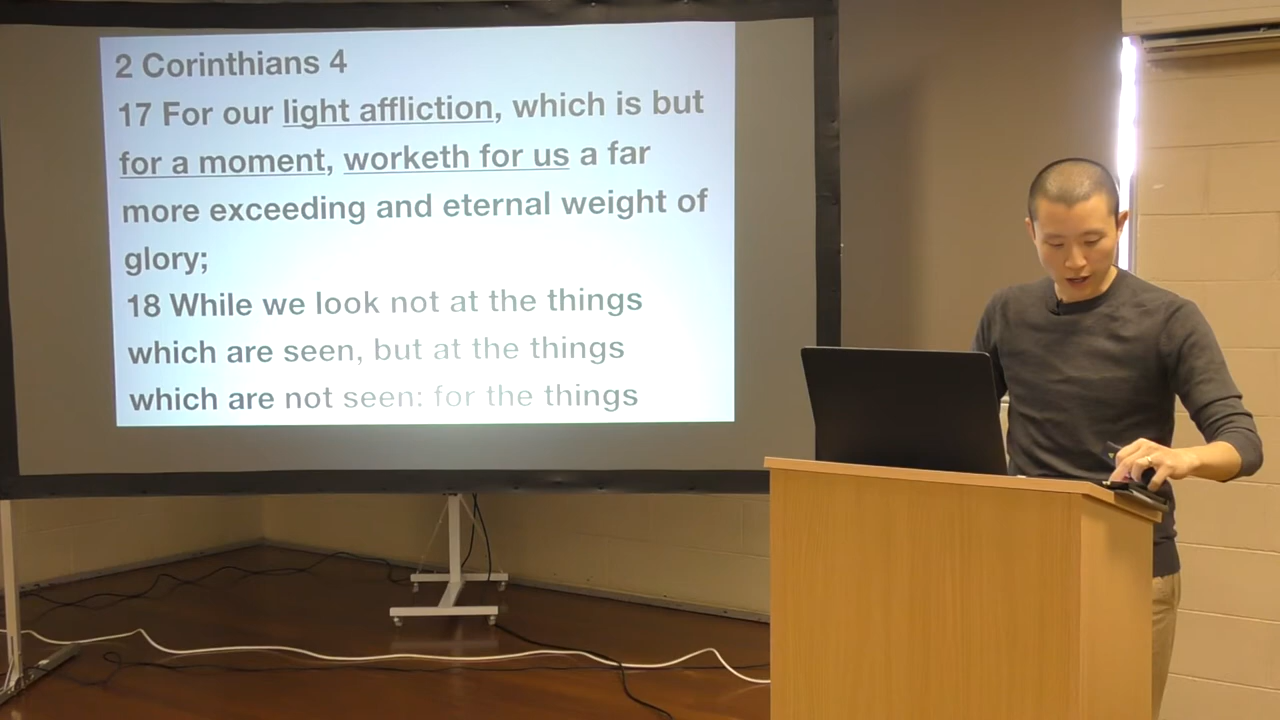 2 Corinthians 4
17 For our light affliction, which is but
for a moment, worketh for us a far
more exceeding and eternal weight of
glory;
18 While we look not at the things
which are seen, but at the things
which are not seen: for the things